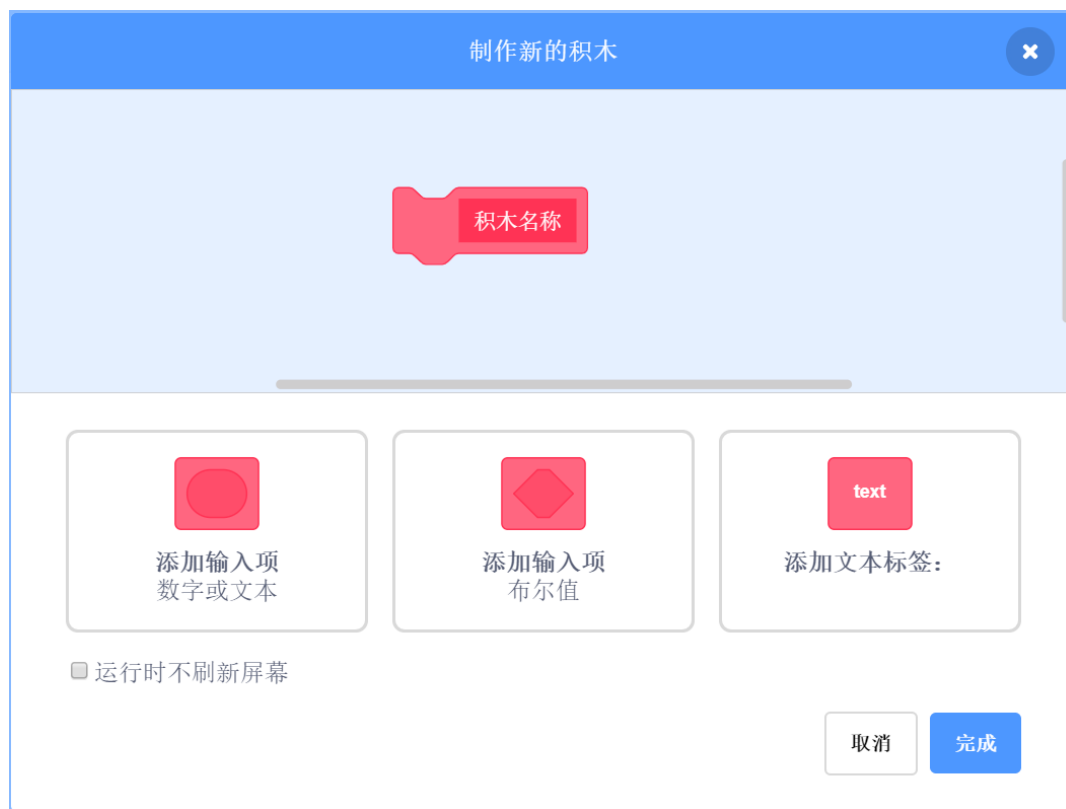 制作新的积木
积木名称
text
添加输入项
数字或文本
添加输入项
布尔值
添加文本标签：
运行时不刷新屏幕
取消
完成